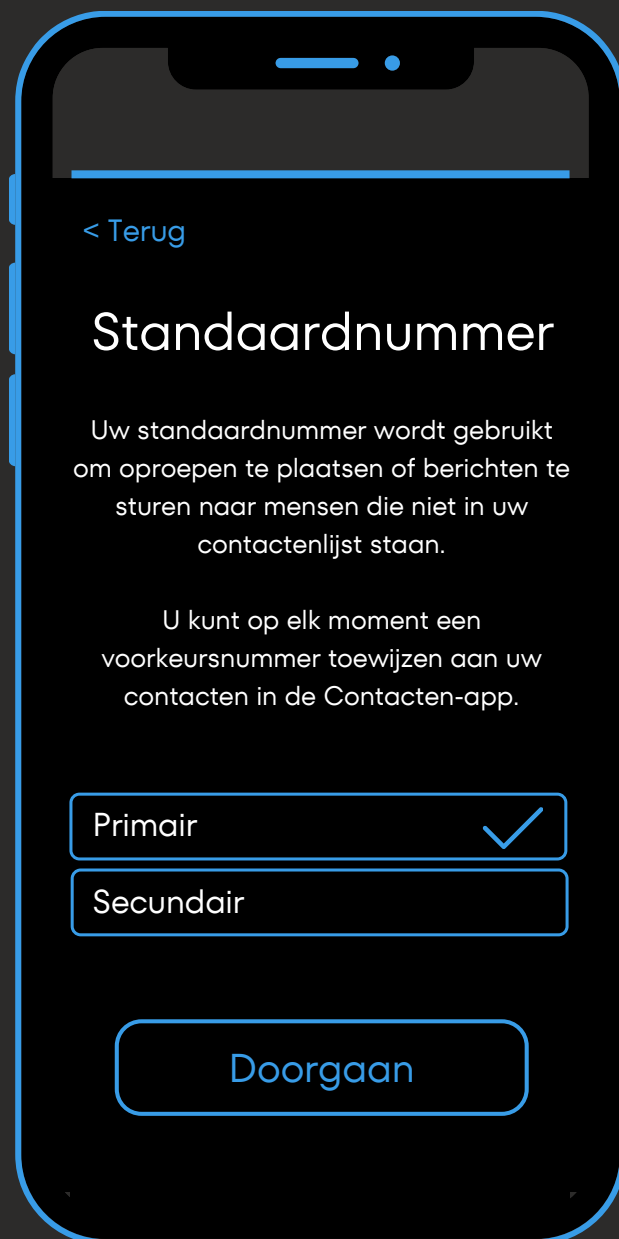 < Terug
Standaardnummer
Uw standaardnummer wordt gebruikt
om oproepen te plaatsen of berichten te
sturen naar mensen die niet in uw
contactenlijst staan.
U kunt op elk moment een
voorkeursnummer toewijzen aan uw
contacten in de Contacten-app.
Primair
Secundair
Doorgaan